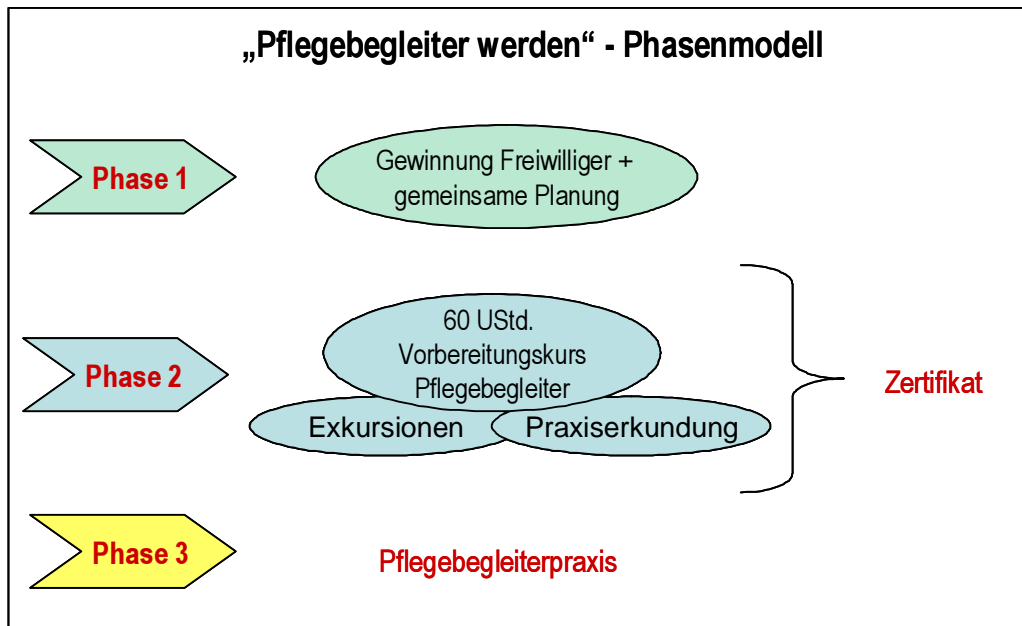 „Pflegebegleiter werden“ - Phasenmodell
Phase 1
Gewinnung Freiwilliger +
gemeinsame Planung
Phase 2
60 UStd.
Vorbereitungskurs
Pflegebegleiter
Exkursionen
Praxiserkundung
Zertifikat
Phase 3
Pflegebegleiterpraxis